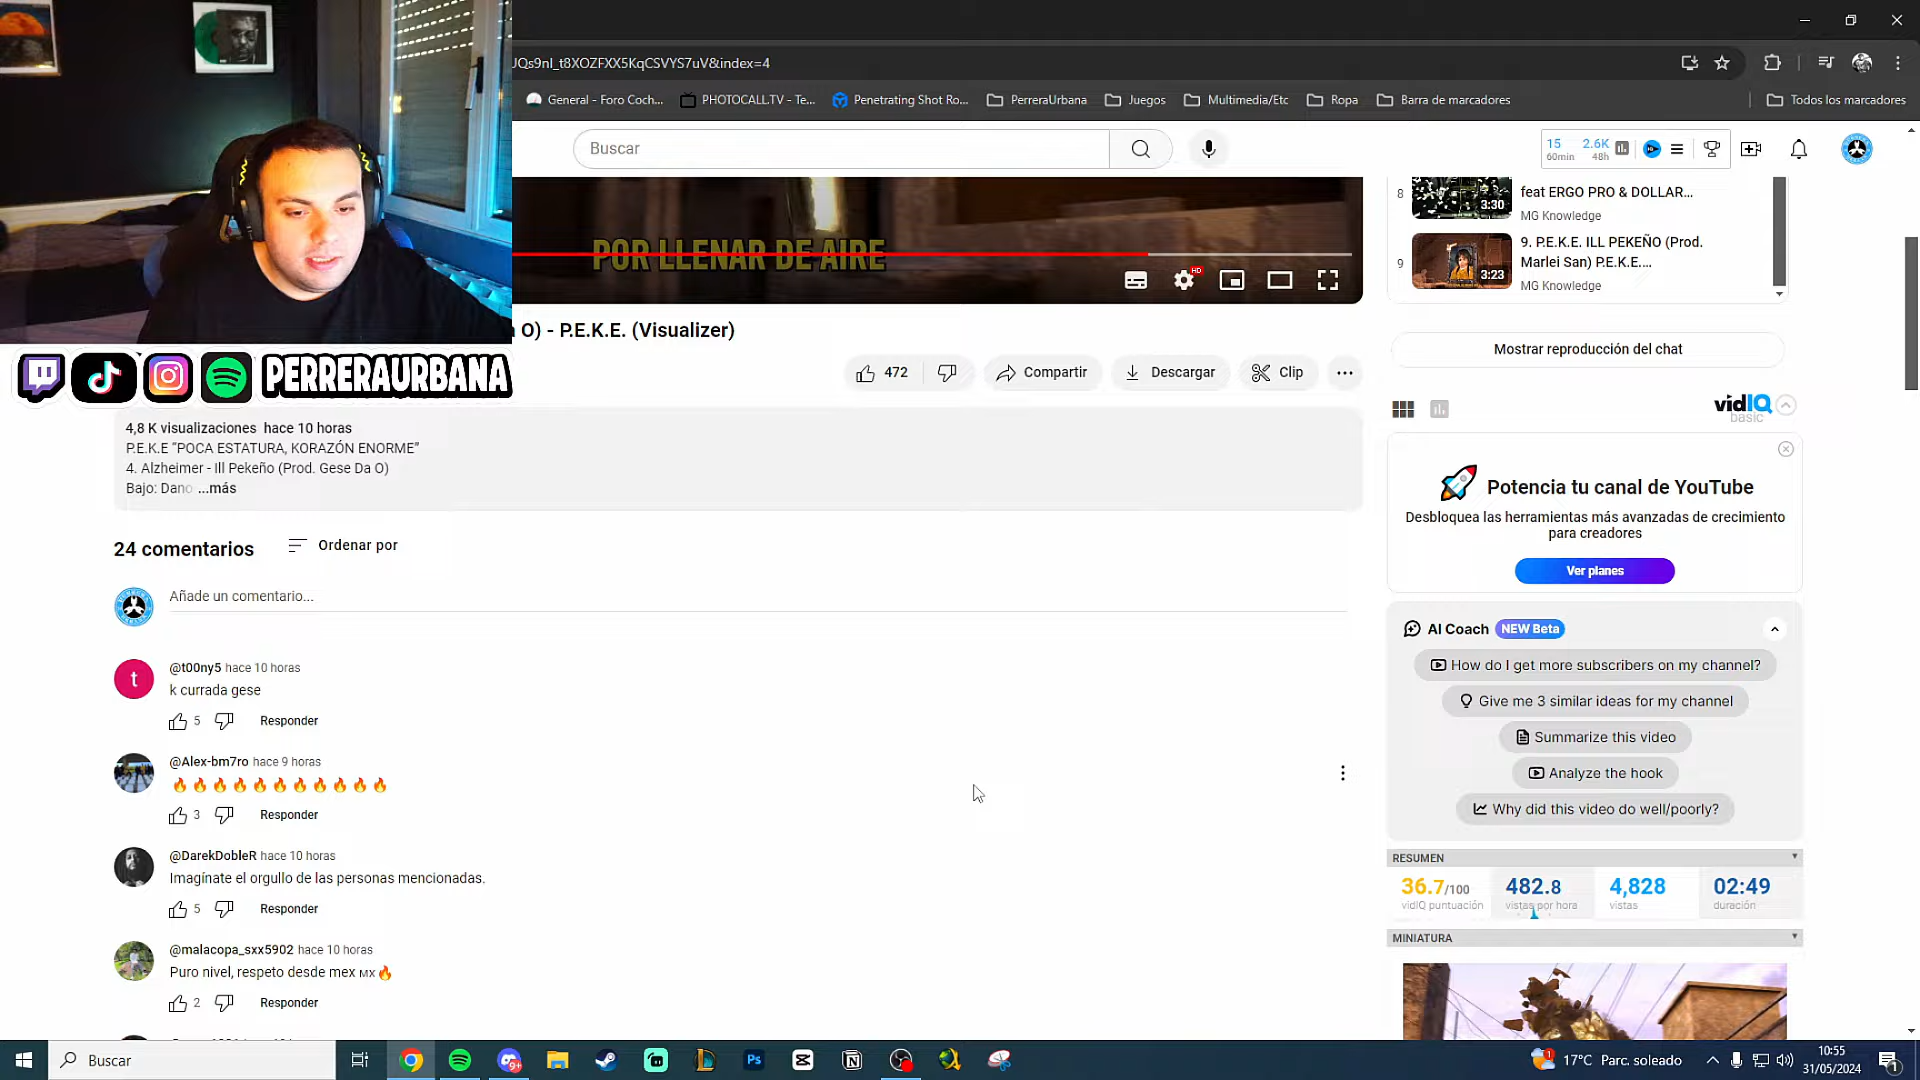 JQs9nI_t8XOZFXX5KqCSVYS7uV&index=4
General - Foro Coch...
PHOTOCALL.TV - Te...
Penetrating Shot Ro...
PerreraUrbana
Juegos
Multimedia/Etc
Ropa
Barra de marcadores
Todos los marcadores
Buscar
15
60min
2.6K
48h
POR LLENAR DE AIRE
HD
8
3:30
feat ERGO PRO & DOLLAR...
MG Knowledge
9
3:23
9. P.E.K.E. ILL PEKEÑO (Prod.
Marlei San) P.E.K.E....
MG Knowledge
O) - P.E.K.E. (Visualizer)
PERRERAURBANA
472
Compartir
Descargar
Clip
Mostrar reproducción del chat
4,8 K visualizaciones hace 10 horas
P.E.K.E “POCA ESTATURA, KORAZÓN ENORME”
4. Alzheimer - Ill Pekeño (Prod. Gese Da O)
Bajo: Dano ...más
vidIQ
basic
Potencia tu canal de YouTube
Desbloquea las herramientas más avanzadas de crecimiento
para creadores
Ver planes
24 comentarios
Ordenar por
Añade un comentario...
t
@t00ny5 hace 10 horas
k currada gese
5
Responder
@Alex-bm7ro hace 9 horas
🔥🔥🔥🔥🔥🔥🔥🔥🔥🔥🔥
3
Responder
@DarekDobleR hace 10 horas
Imagínate el orgullo de las personas mencionadas.
5
Responder
@malacopa_sxx5902 hace 10 horas
Puro nivel, respeto desde mex MX🔥
2
Responder
AI Coach NEW Beta
How do I get more subscribers on my channel?
Give me 3 similar ideas for my channel
Summarize this video
Analyze the hook
Why did this video do well/poorly?
RESUMEN
36.7/100
vidIQ puntuación
482.8
vistas por hora
4,828
vistas
02:49
duración
MINIATURA
Buscar
9+
Ps
1
17°C Parc. soleado
10:55
31/05/2024
1